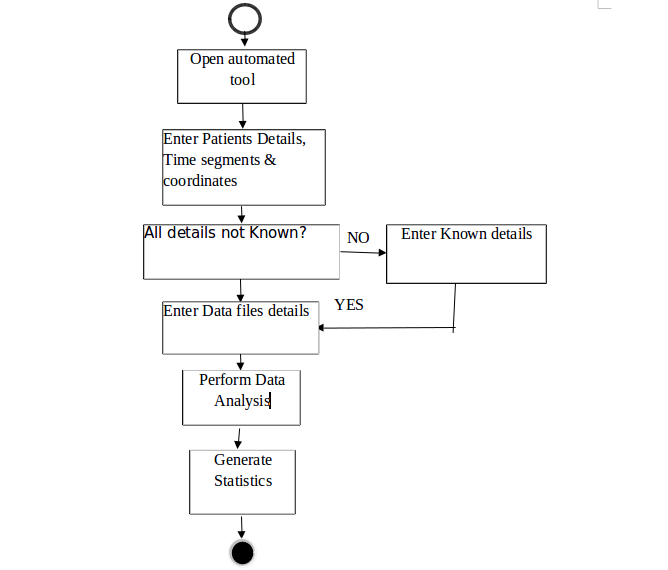 Open automated
tool
Enter Patients Details,
Time segments &
coordinates
All details not Known?
NO
Enter Known details
YES
Enter Data files details
Perform Data
Analysis
Generate
Statistics